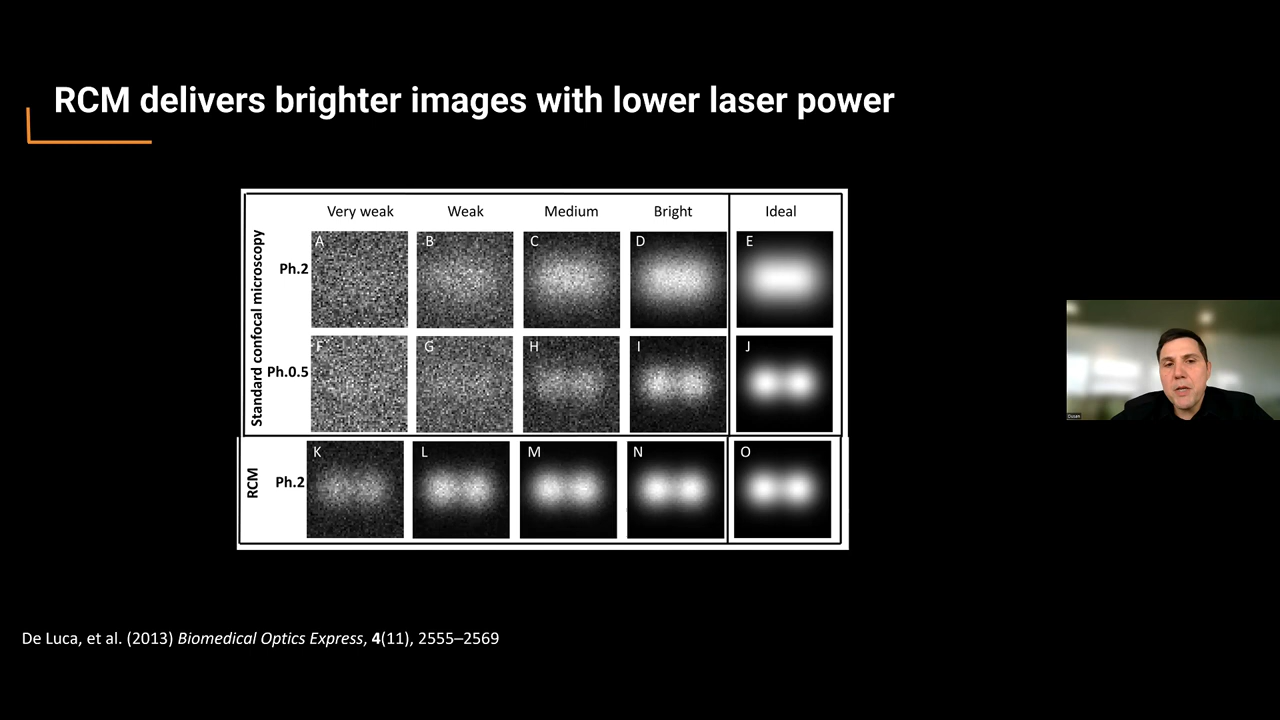 RCM delivers brighter images with lower laser power
Very weak Weak Medium Bright Ideal
Standard confocal microscopy
Ph.2
A B C D E
Ph.0.5
F G H I J
RCM
Ph.2
K L M N O
De Luca, et al. (2013) Biomedical Optics Express, 4(11), 2555–2569